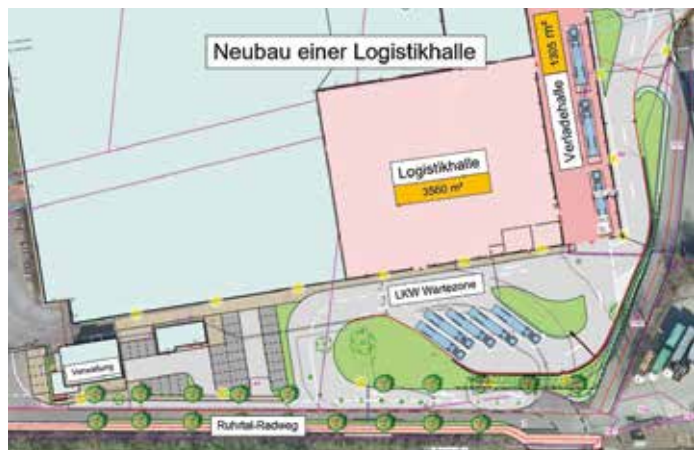 Neubau einer Logistikhalle
1305 m²
Verladehalle
Logistikhalle
3560 m²
LKW Wartezone
Verwaltung
Ruhrtal-Radweg